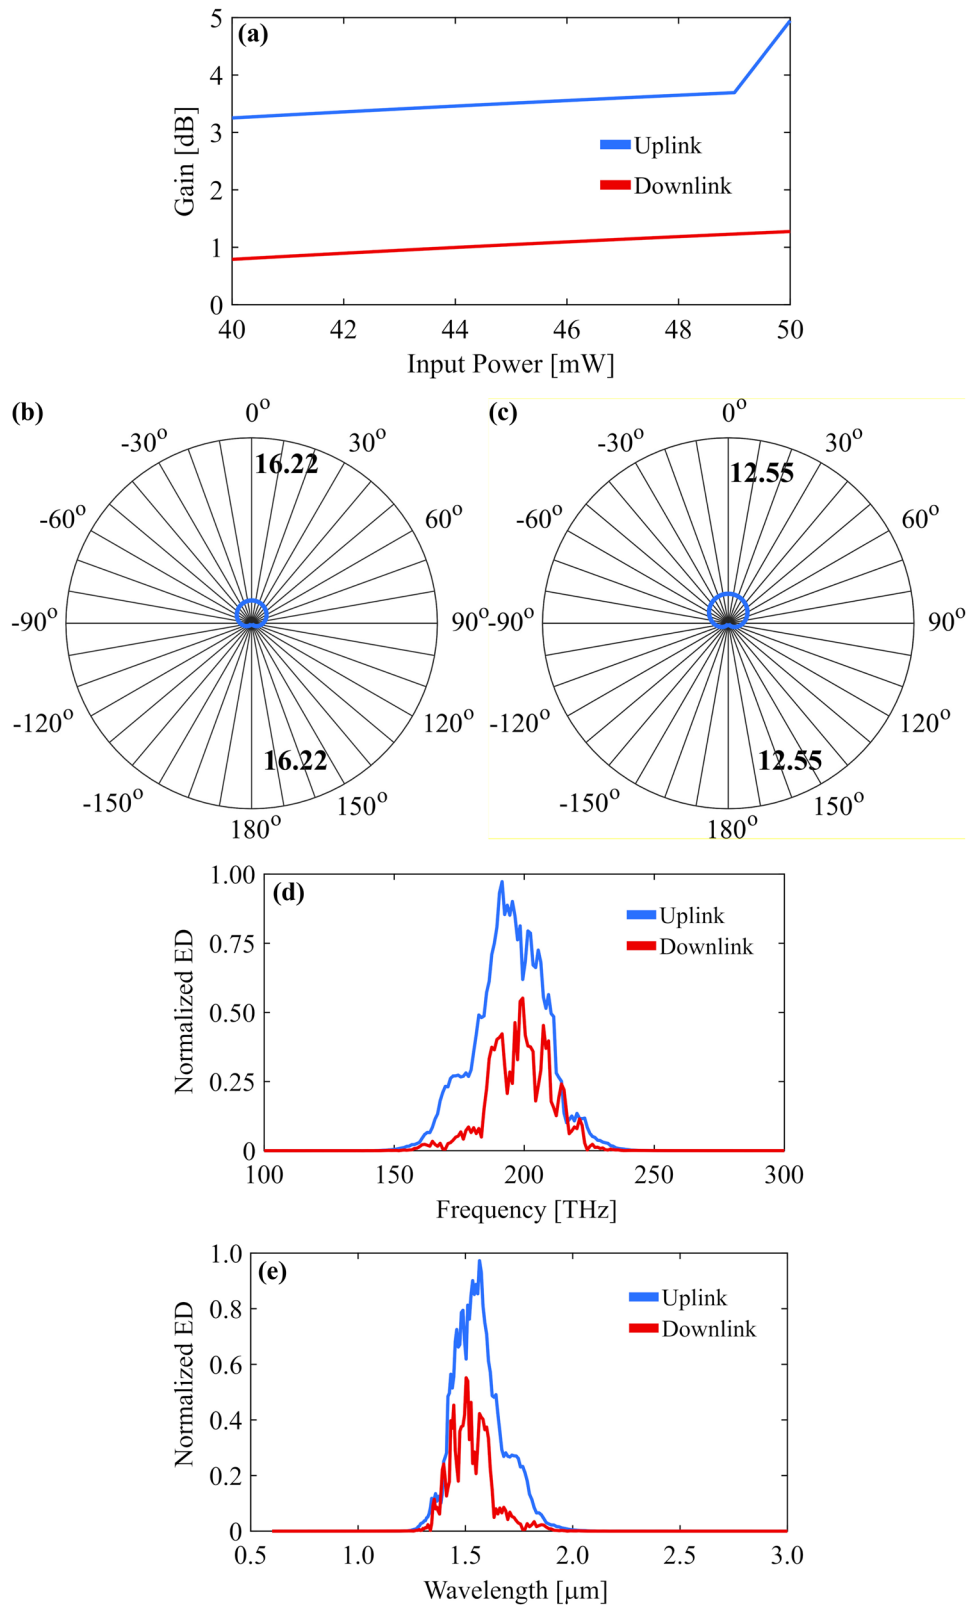 (a)
5
4
3
2
1
0
Gain [dB]
Uplink
Downlink
40 42 44 46 48 50
Input Power [mW]
(b)
0°
-30° 30°
16.22
-60° 60°
-90° 90°
-120° 120°
16.22
-150° 150°
180°
(c)
0°
-30° 30°
12.55
-60° 60°
-90° 90°
-120° 120°
12.55
-150° 150°
180°
(d)
1.00
0.75
0.50
0.25
0
Normalized ED
Uplink
Downlink
100 150 200 250 300
Frequency [THz]
(e)
1.0
0.8
0.6
0.4
0.2
0
Normalized ED
Uplink
Downlink
0.5 1.0 1.5 2.0 2.5 3.0
Wavelength [μm]